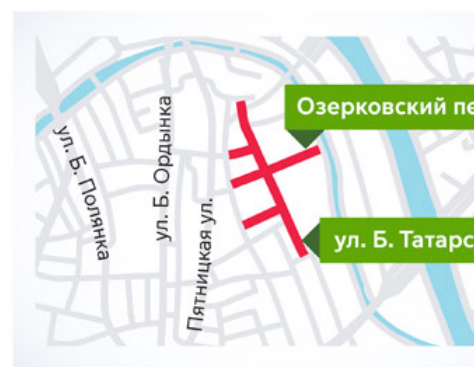 Озерковский пе
ул. Б. Полянка
ул. Б. Ордынка
Пятницкая ул.
ул. Б. Татарс